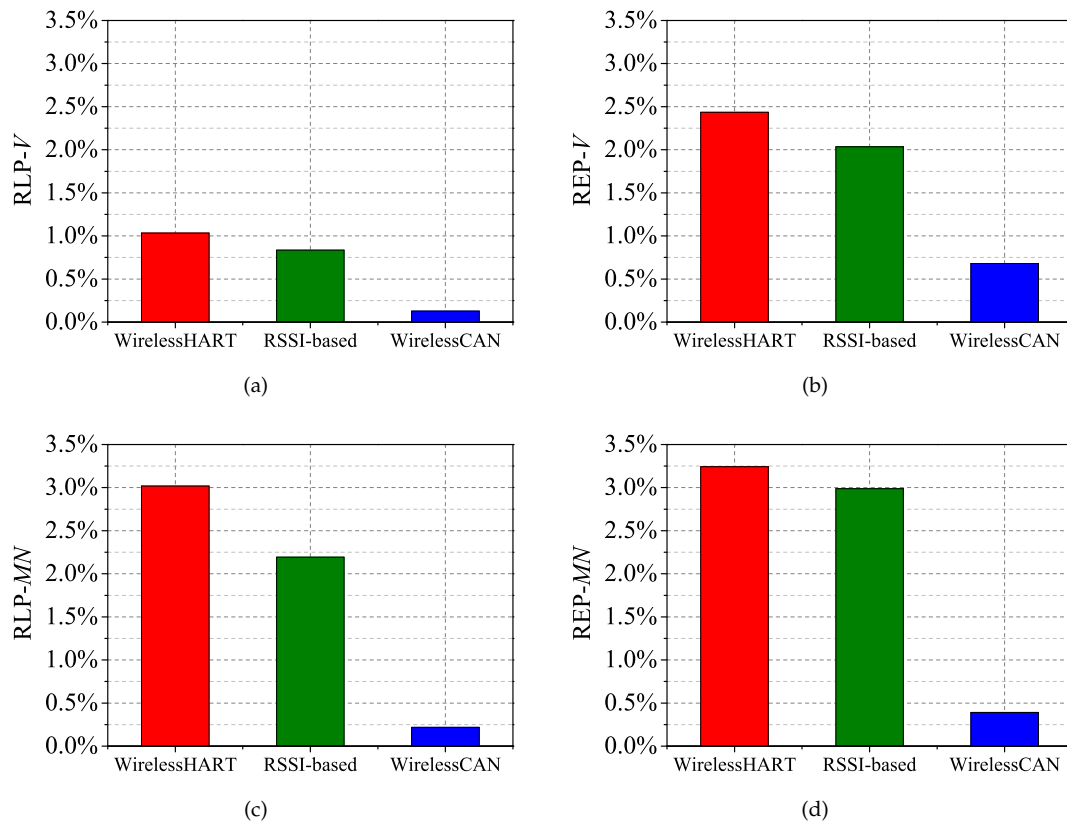 3.5%
3.0%
2.5%
2.0%
1.5%
1.0%
0.5%
0.0%
RLP-V
WirelessHART RSSI-based WirelessCAN
(a)
3.5%
3.0%
2.5%
2.0%
1.5%
1.0%
0.5%
0.0%
REP-V
WirelessHART RSSI-based WirelessCAN
(b)
3.5%
3.0%
2.5%
2.0%
1.5%
1.0%
0.5%
0.0%
RLP-MN
WirelessHART RSSI-based WirelessCAN
(c)
3.5%
3.0%
2.5%
2.0%
1.5%
1.0%
0.5%
0.0%
REP-MN
WirelessHART RSSI-based WirelessCAN
(d)